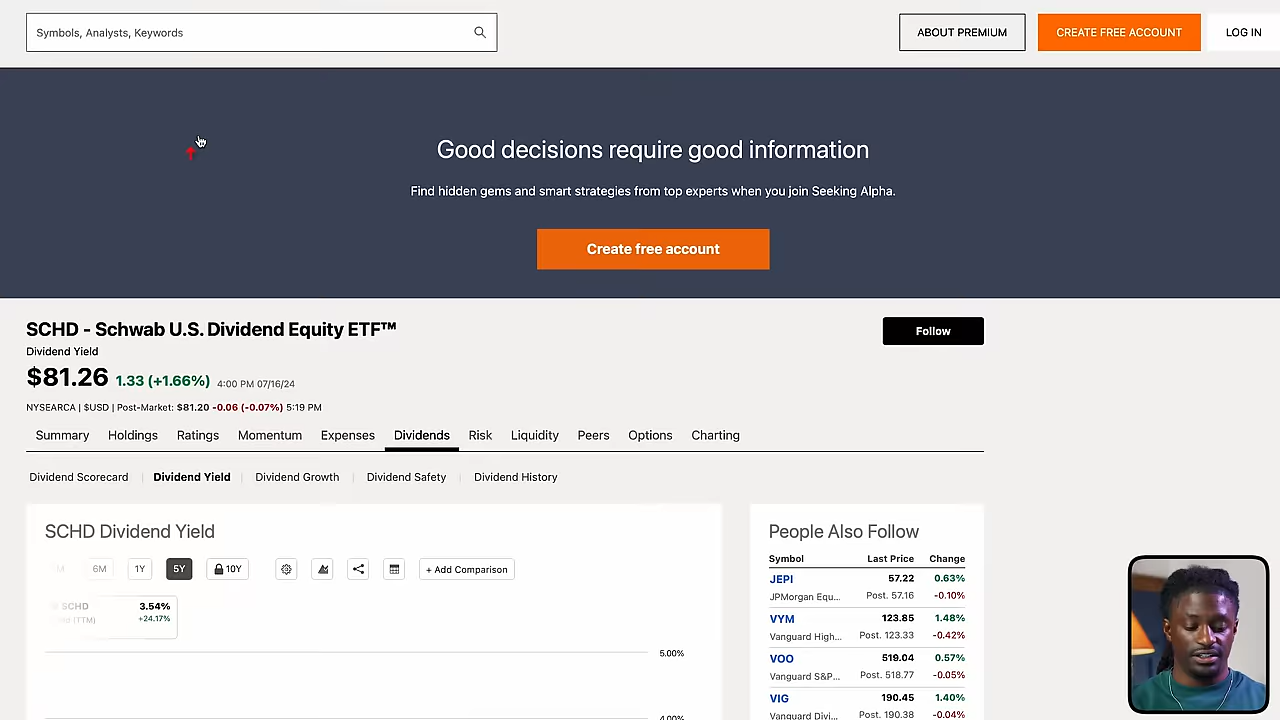 Symbols, Analysts, Keywords
ABOUT PREMIUM
CREATE FREE ACCOUNT
LOG IN
Good decisions require good information
Find hidden gems and smart strategies from top experts when you join Seeking Alpha.
Create free account
SCHD - Schwab U.S. Dividend Equity ETF™
Follow
Dividend Yield
$81.26 1.33 (+1.66%) 4:00 PM 07/16/24
NYSEARCA | $USD | Post-Market: $81.20 -0.06 (-0.07%) 5:19 PM
Summary Holdings Ratings Momentum Expenses Dividends Risk Liquidity Peers Options Charting
Dividend Scorecard Dividend Yield Dividend Growth Dividend Safety Dividend History
SCHD Dividend Yield
6M 1Y 5Y 10Y + Add Comparison
SCHD 3.54%
(TTM) +24.17%
5.00%
4.00%
People Also Follow
Symbol Last Price Change
JEPI 57.22 0.63%
JPMorgan Equ... Post. 57.16 -0.10%
VYM 123.85 1.48%
Vanguard High... Post. 123.33 -0.42%
VOO 519.04 0.57%
Vanguard S&P... Post. 518.77 -0.05%
VIG 190.45 1.40%
Vanguard Divi... Post. 190.38 -0.04%